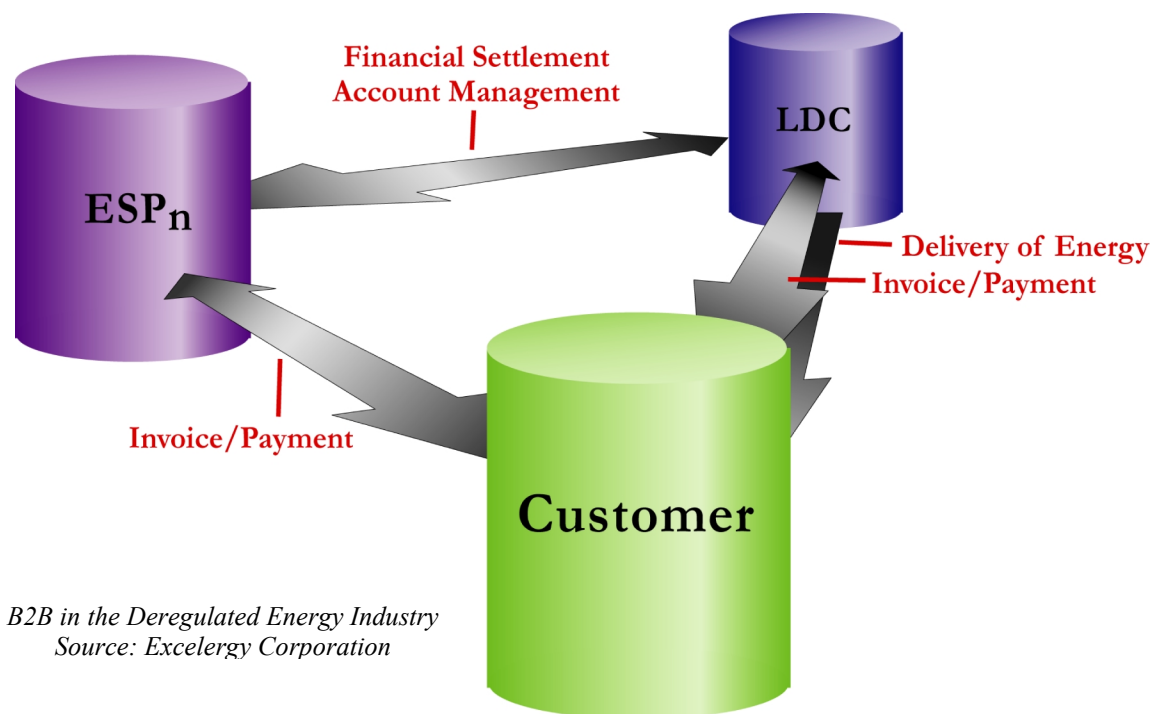 Financial Settlement
Account Management
LDC
ESPn
Delivery of Energy
Invoice/Payment
Invoice/Payment
Customer
B2B in the Deregulated Energy Industry
Source: Excelergy Corporation